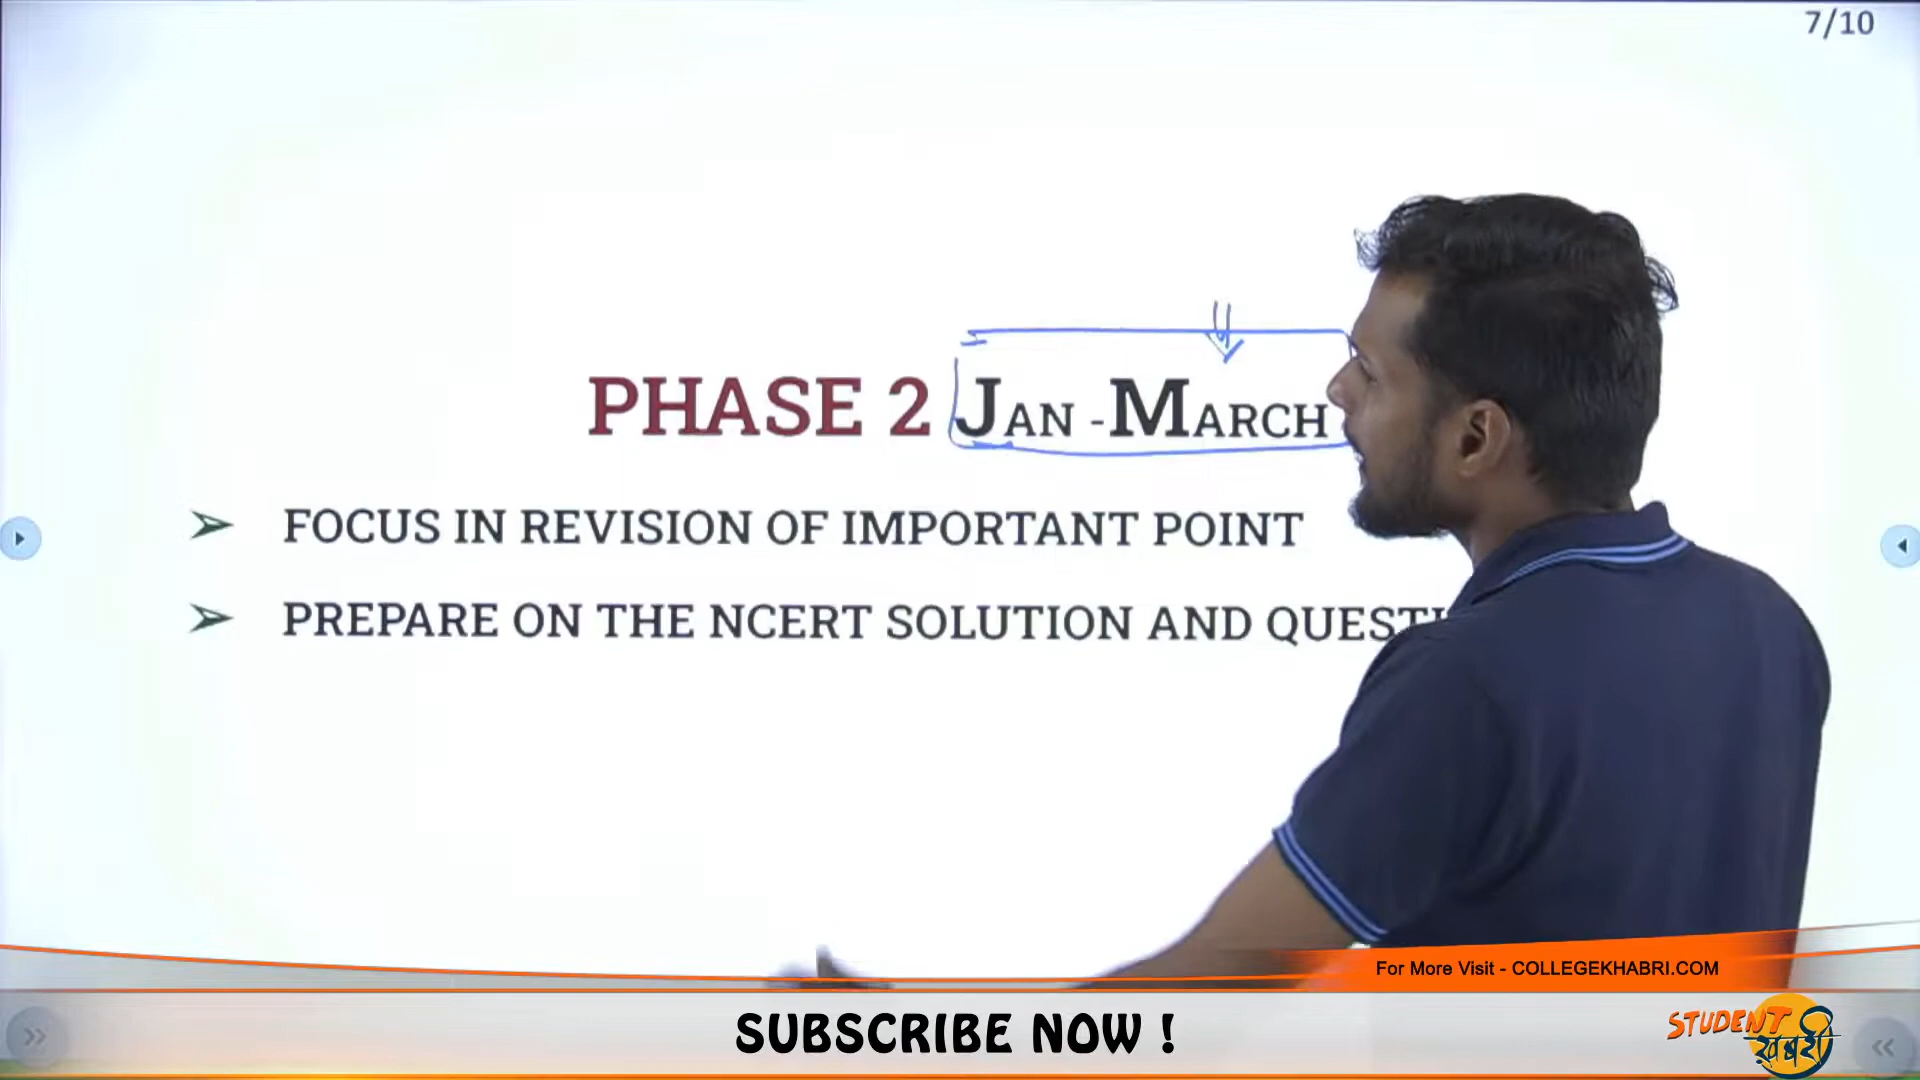 7/10
PHASE 2 JAN -MARCH
➢ FOCUS IN REVISION OF IMPORTANT POINT
➢ PREPARE ON THE NCERT SOLUTION AND
For More Visit - COLLEGEKHABRI.COM
SUBSCRIBE NOW !
STUDENT
ख़बरी